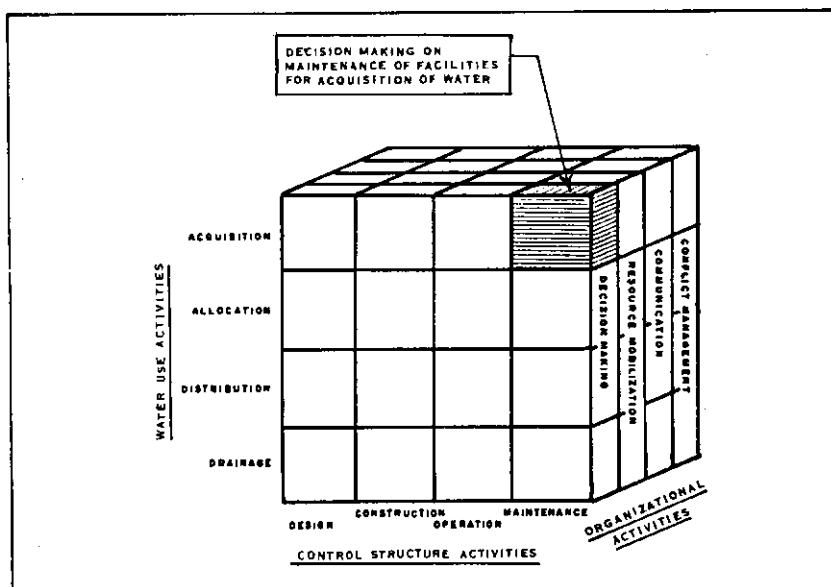 DECISION MAKING ON
MAINTENANCE OF FACILITIES
FOR ACQUISITION OF WATER
WATER USE ACTIVITIES
ACQUISITION
ALLOCATION
DISTRIBUTION
DRAINAGE
DECISION MAKING
RESOURCE MOBILIZATION
COMMUNICATION
CONFLICT MANAGEMENT
DESIGN
CONSTRUCTION
OPERATION
MAINTENANCE
CONTROL STRUCTURE ACTIVITIES
ORGANIZATIONAL
ACTIVITIES